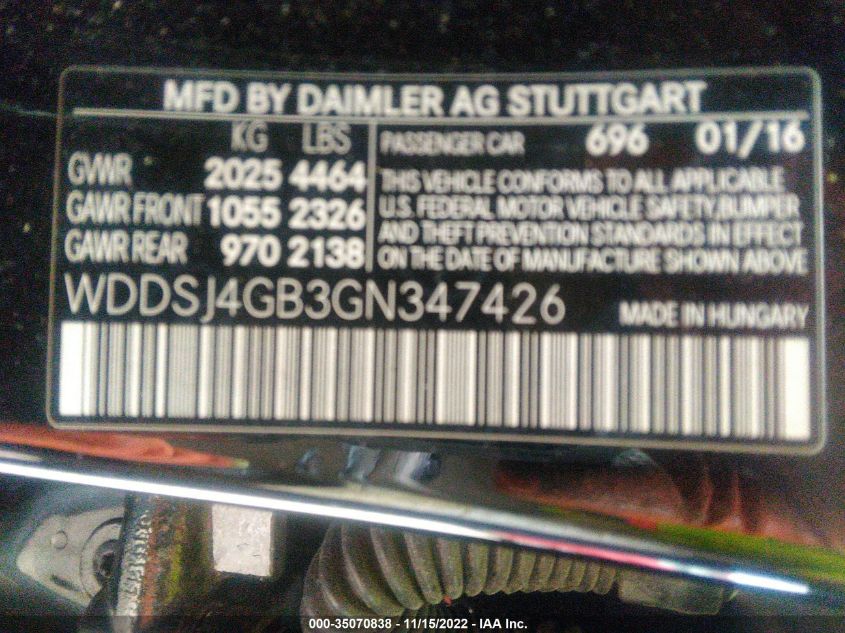 MFD BY DAIMLER AG STUTTGART
KG LBS
GVWR 2025 4464
GAWR FRONT 1055 2326
GAWR REAR 970 2138
PASSENGER CAR 696 01/16
THIS VEHICLE CONFORMS TO ALL APPLICABLE
U.S. FEDERAL MOTOR VEHICLE SAFETY,BUMPER
AND THEFT PREVENTION STANDARDS IN EFFECT
ON THE DATE OF MANUFACTURE SHOWN ABOVE
WDDSJ4GB3GN347426
MADE IN HUNGARY
000-35070838 - 11/15/2022 - IAA Inc.